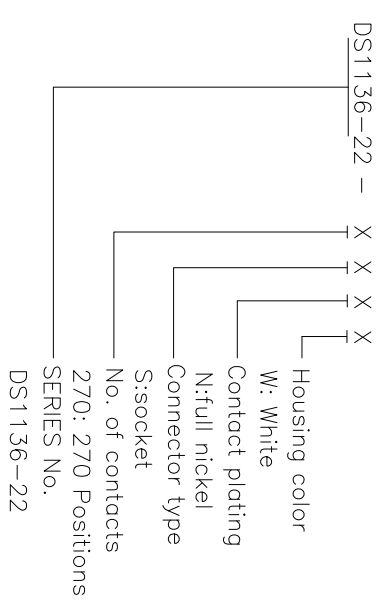 DS1136-22 - X X X X
Housing color
W: White
Contact plating
N:full nickel
Connector type
S:socket
No. of contacts
270: 270 Positions
SERIES No.
DS1136-22